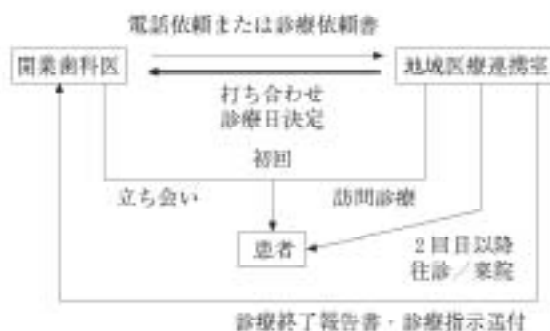 電話依頼または診療依頼書
開業歯科医
地域医療連携室
打ち合わせ
診療日決定
初回
立ち会い
訪問診療
患者
2回目以降
往診／来院
診療終了報告書・診療指示送付